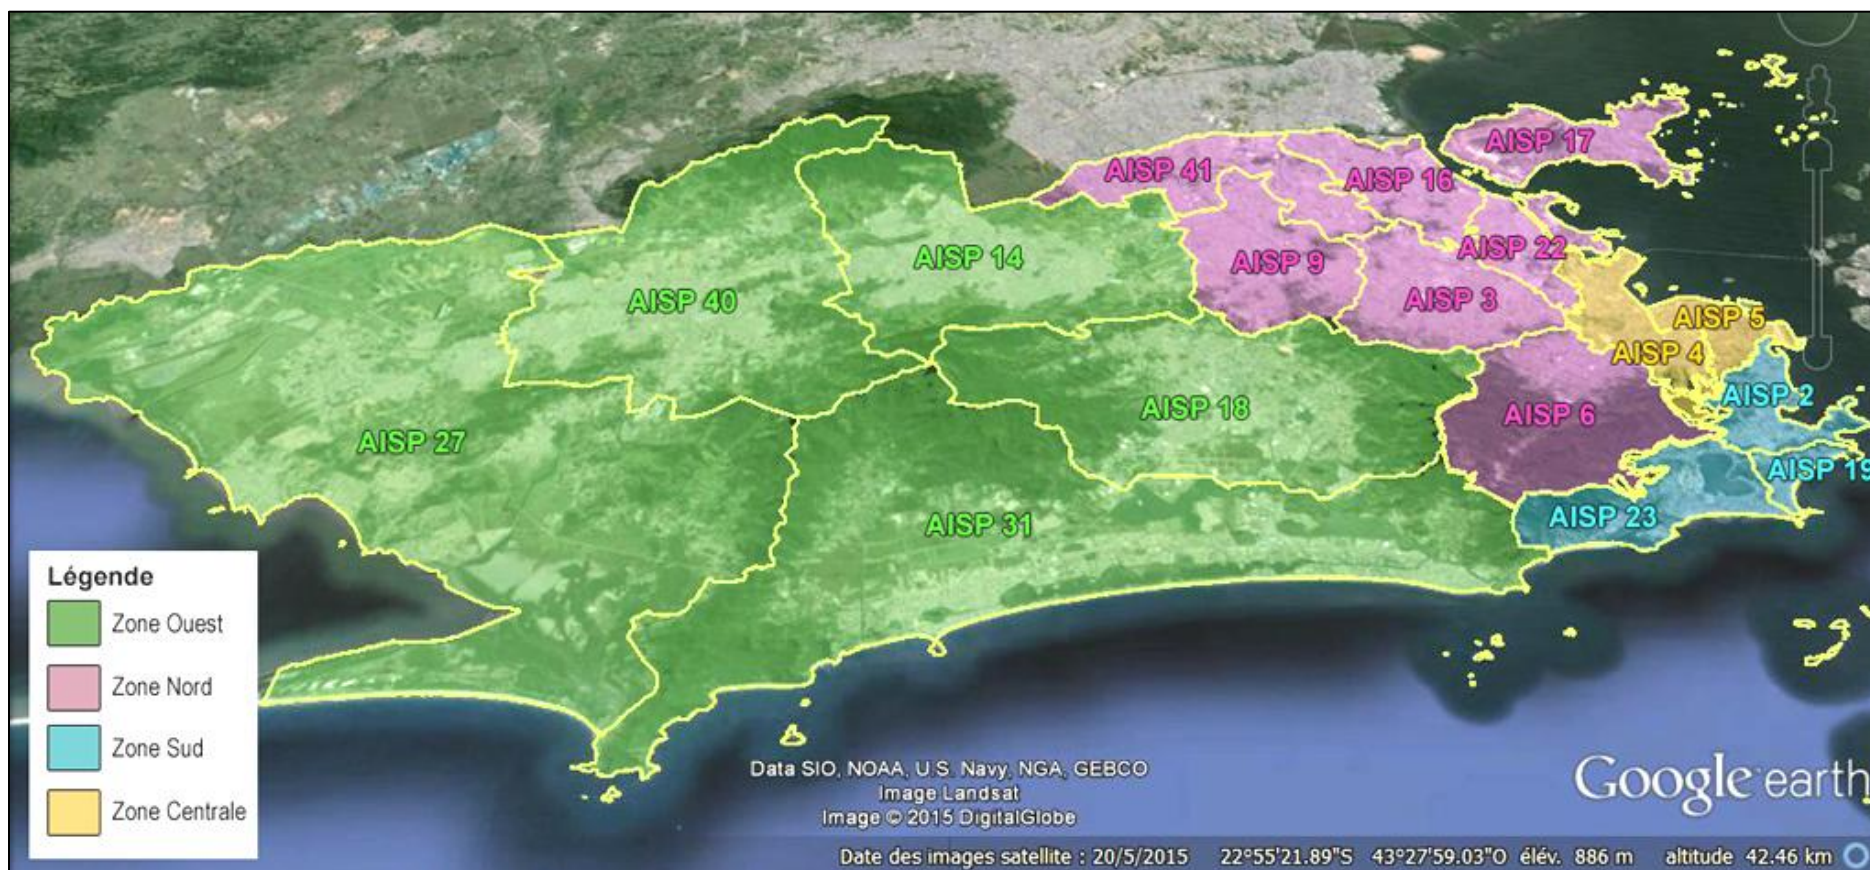 AISP 17
AISP 41
AISP 16
AISP 22
AISP 14
AISP 9
AISP 40
AISP 3
AISP 5
AISP 4
AISP 2
AISP 18
AISP 6
AISP 27
AISP 19
AISP 31
AISP 23
Légende
Zone Ouest
Zone Nord
Zone Sud
Zone Centrale
Data SIO, NOAA, U.S. Navy, NGA, GEBCO
Image Landsat
Image © 2015 DigitalGlobe
Google earth
Date des images satellite : 20/5/2015 22°55'21.89"S 43°27'59.03"O élév. 886 m altitude 42.46 km